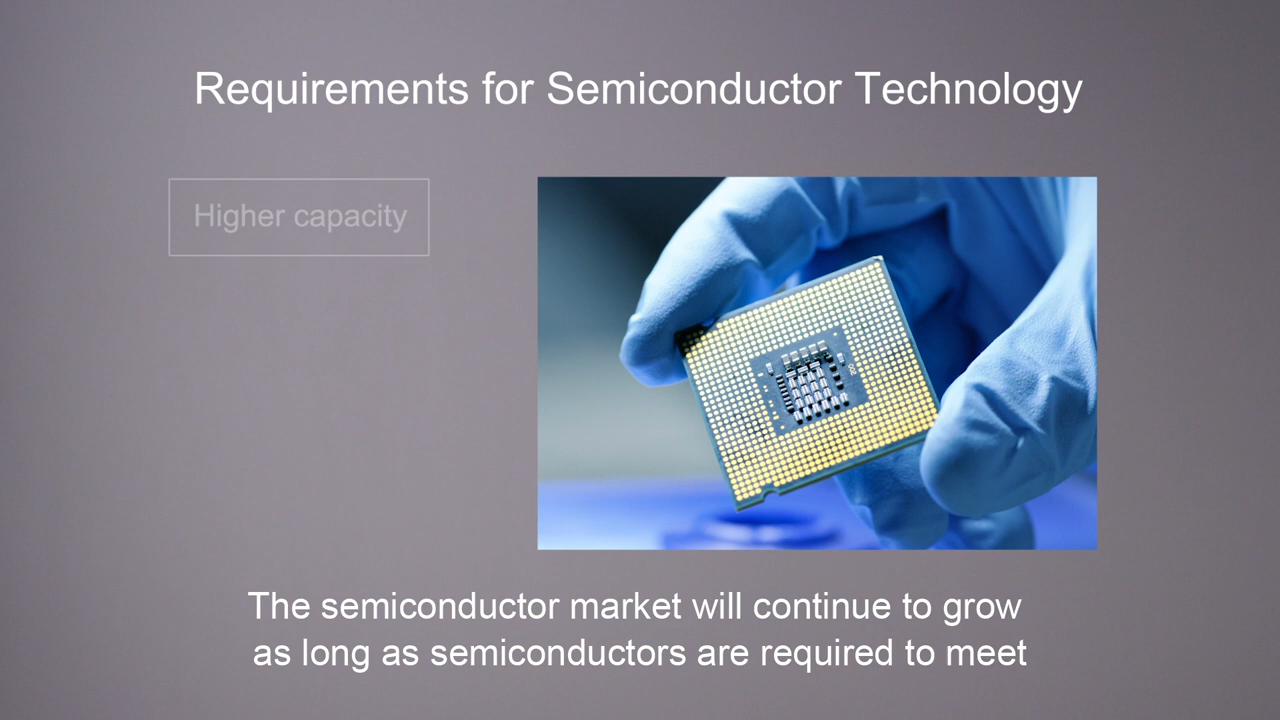 Requirements for Semiconductor Technology
Higher capacity
The semiconductor market will continue to grow
as long as semiconductors are required to meet